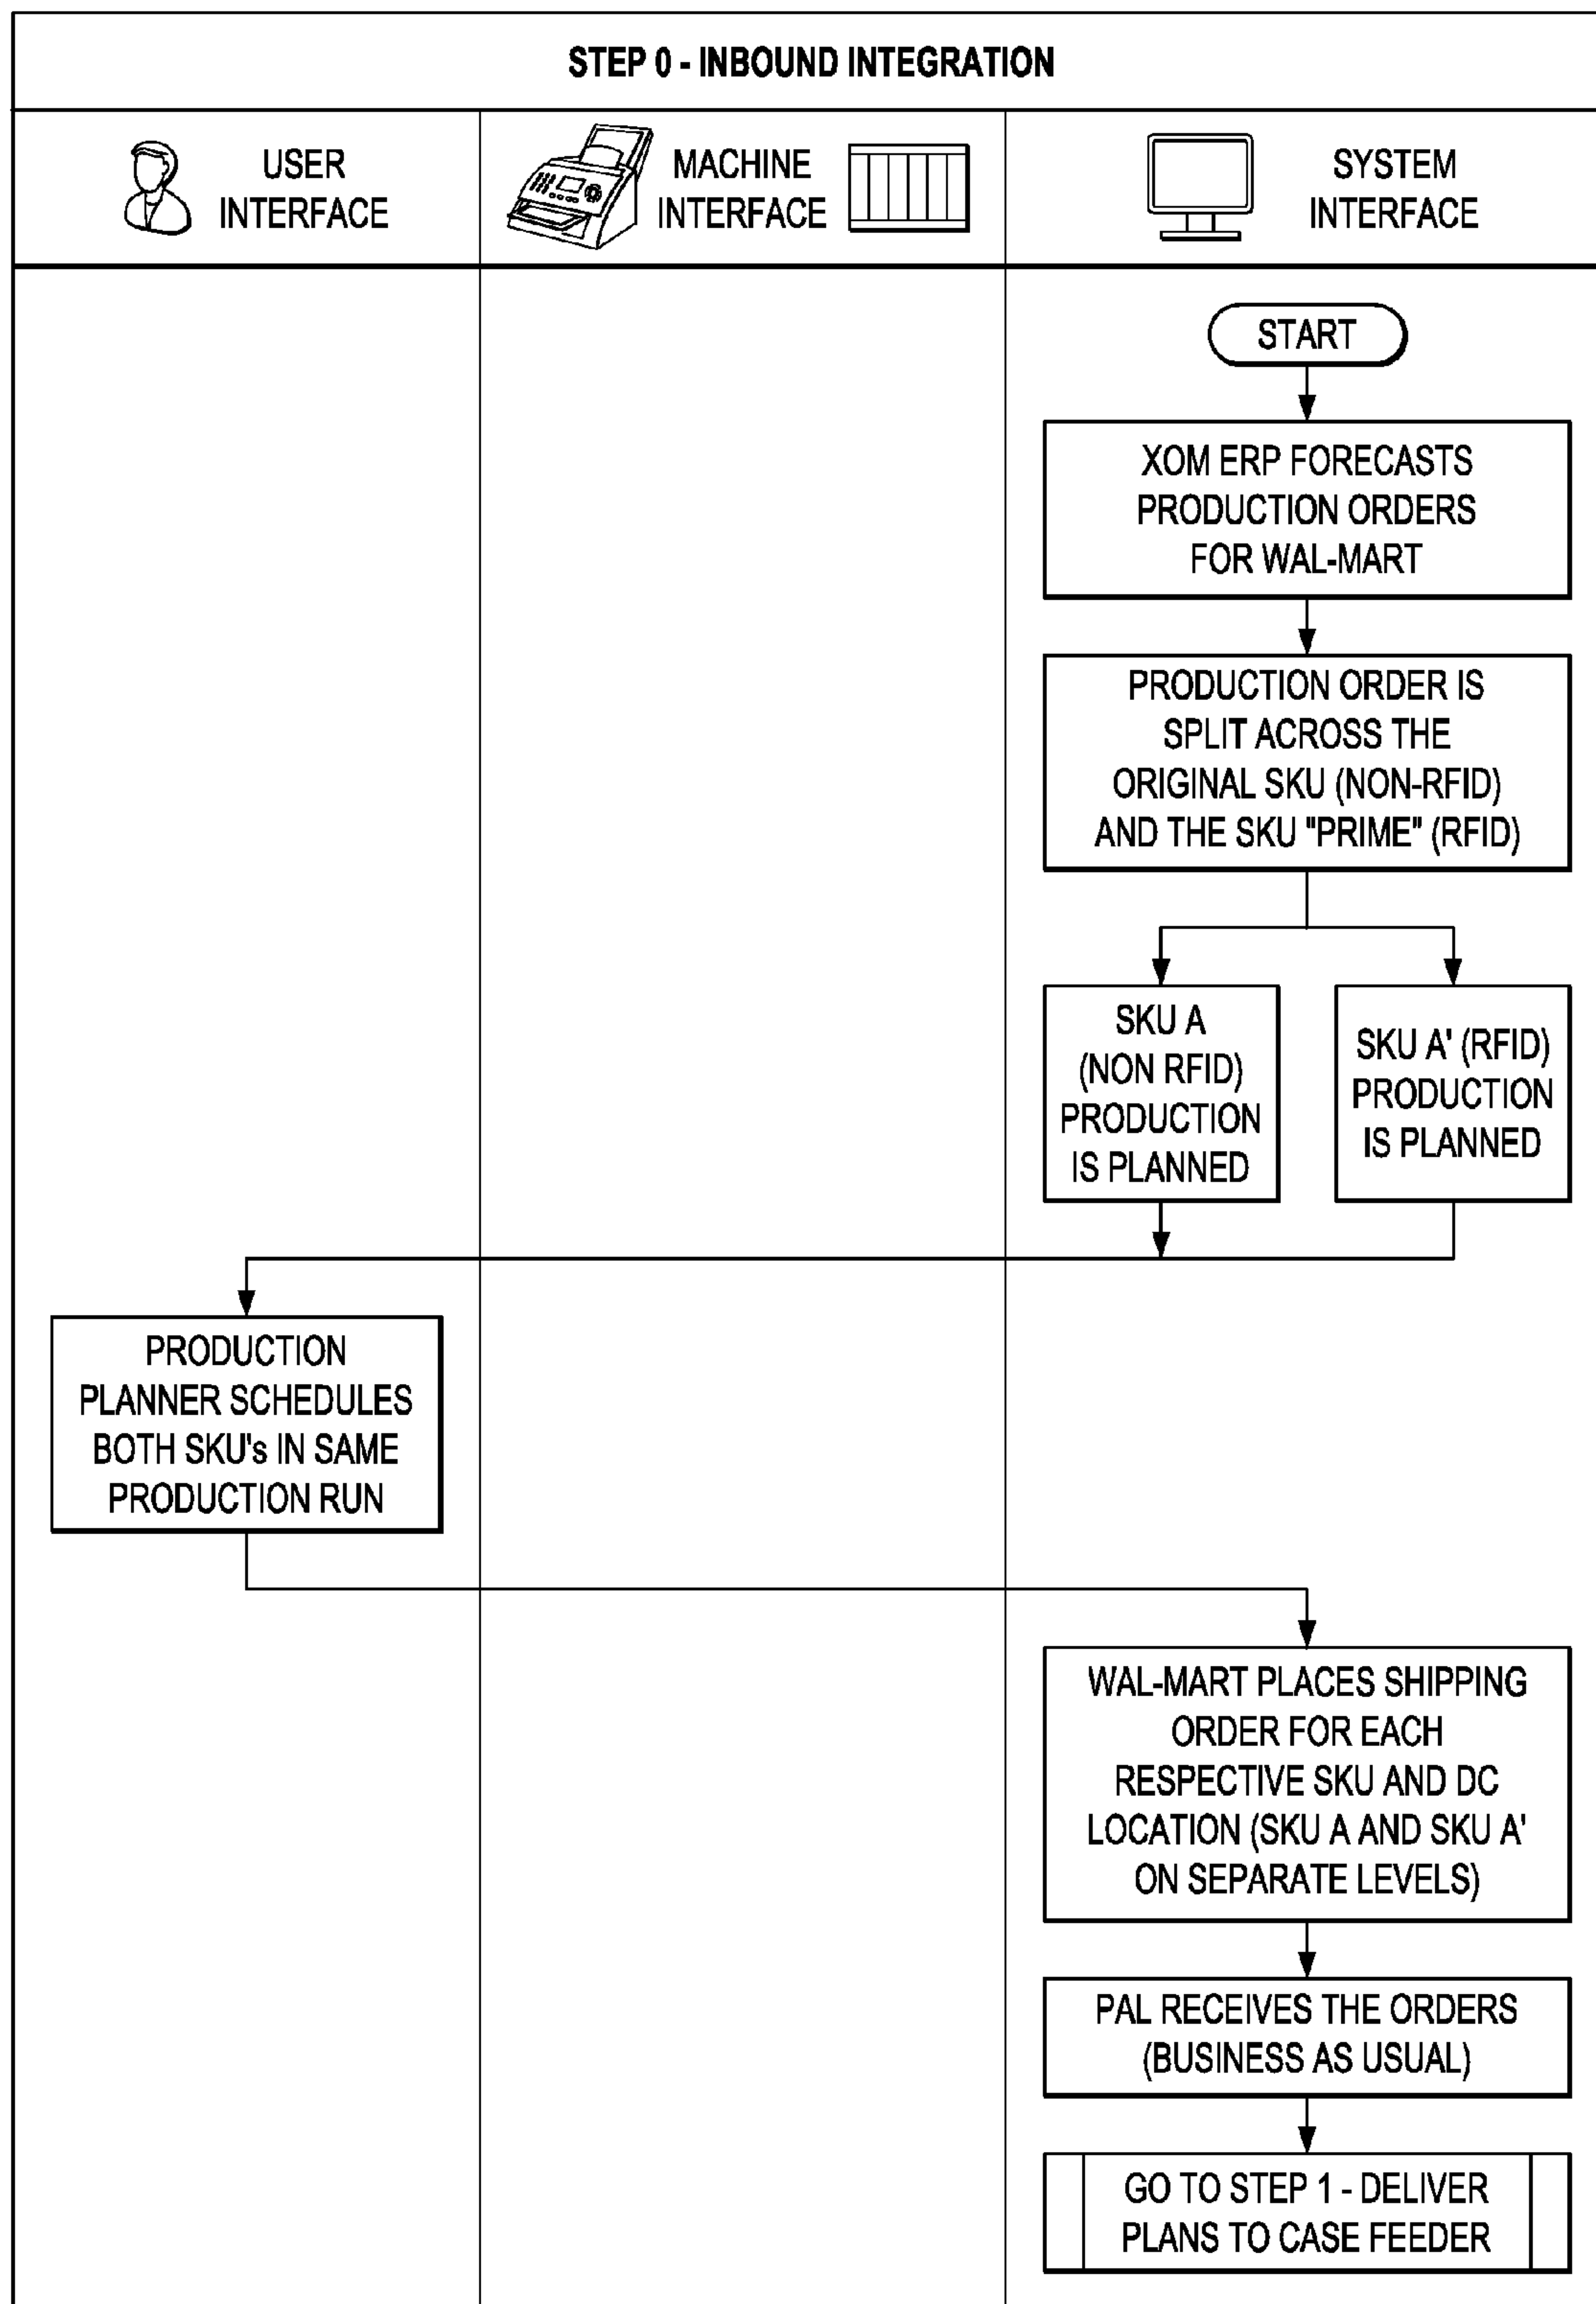 STEP 0 - INBOUND INTEGRATION
USER
INTERFACE
MACHINE
INTERFACE
SYSTEM
INTERFACE
START
XOM ERP FORECASTS
PRODUCTION ORDERS
FOR WAL-MART
PRODUCTION ORDER IS
SPLIT ACROSS THE
ORIGINAL SKU (NON-RFID)
AND THE SKU "PRIME" (RFID)
SKU A
(NON RFID)
PRODUCTION
IS PLANNED
SKU A' (RFID)
PRODUCTION
IS PLANNED
PRODUCTION
PLANNER SCHEDULES
BOTH SKU's IN SAME
PRODUCTION RUN
WAL-MART PLACES SHIPPING
ORDER FOR EACH
RESPECTIVE SKU AND DC
LOCATION (SKU A AND SKU A'
ON SEPARATE LEVELS)
PAL RECEIVES THE ORDERS
(BUSINESS AS USUAL)
GO TO STEP 1 - DELIVER
PLANS TO CASE FEEDER